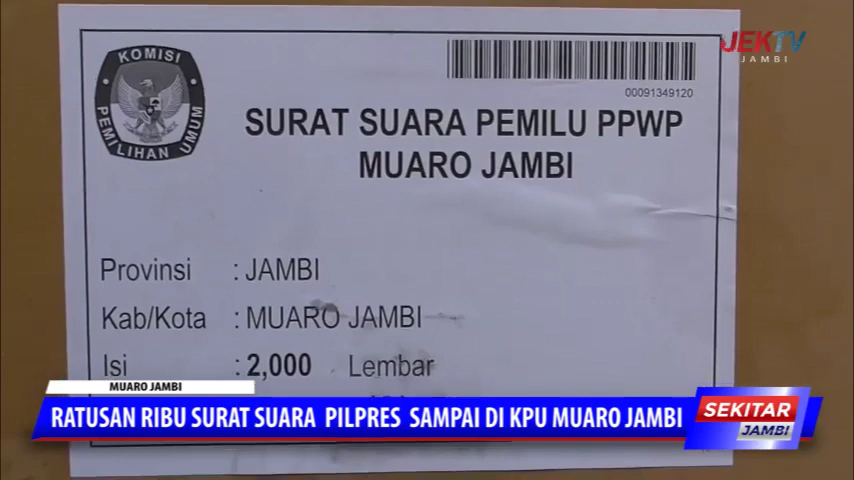 JEKTV
JAMBI
KOMISI
PEMILIHAN UMUM
00091349120
SURAT SUARA PEMILU PPWP
MUARO JAMBI
Provinsi : JAMBI
Kab/Kota : MUARO JAMBI
Isi : 2,000 Lembar
MUARO JAMBI
RATUSAN RIBU SURAT SUARA PILPRES SAMPAI DI KPU MUARO JAMBI
SEKITAR
JAMBI